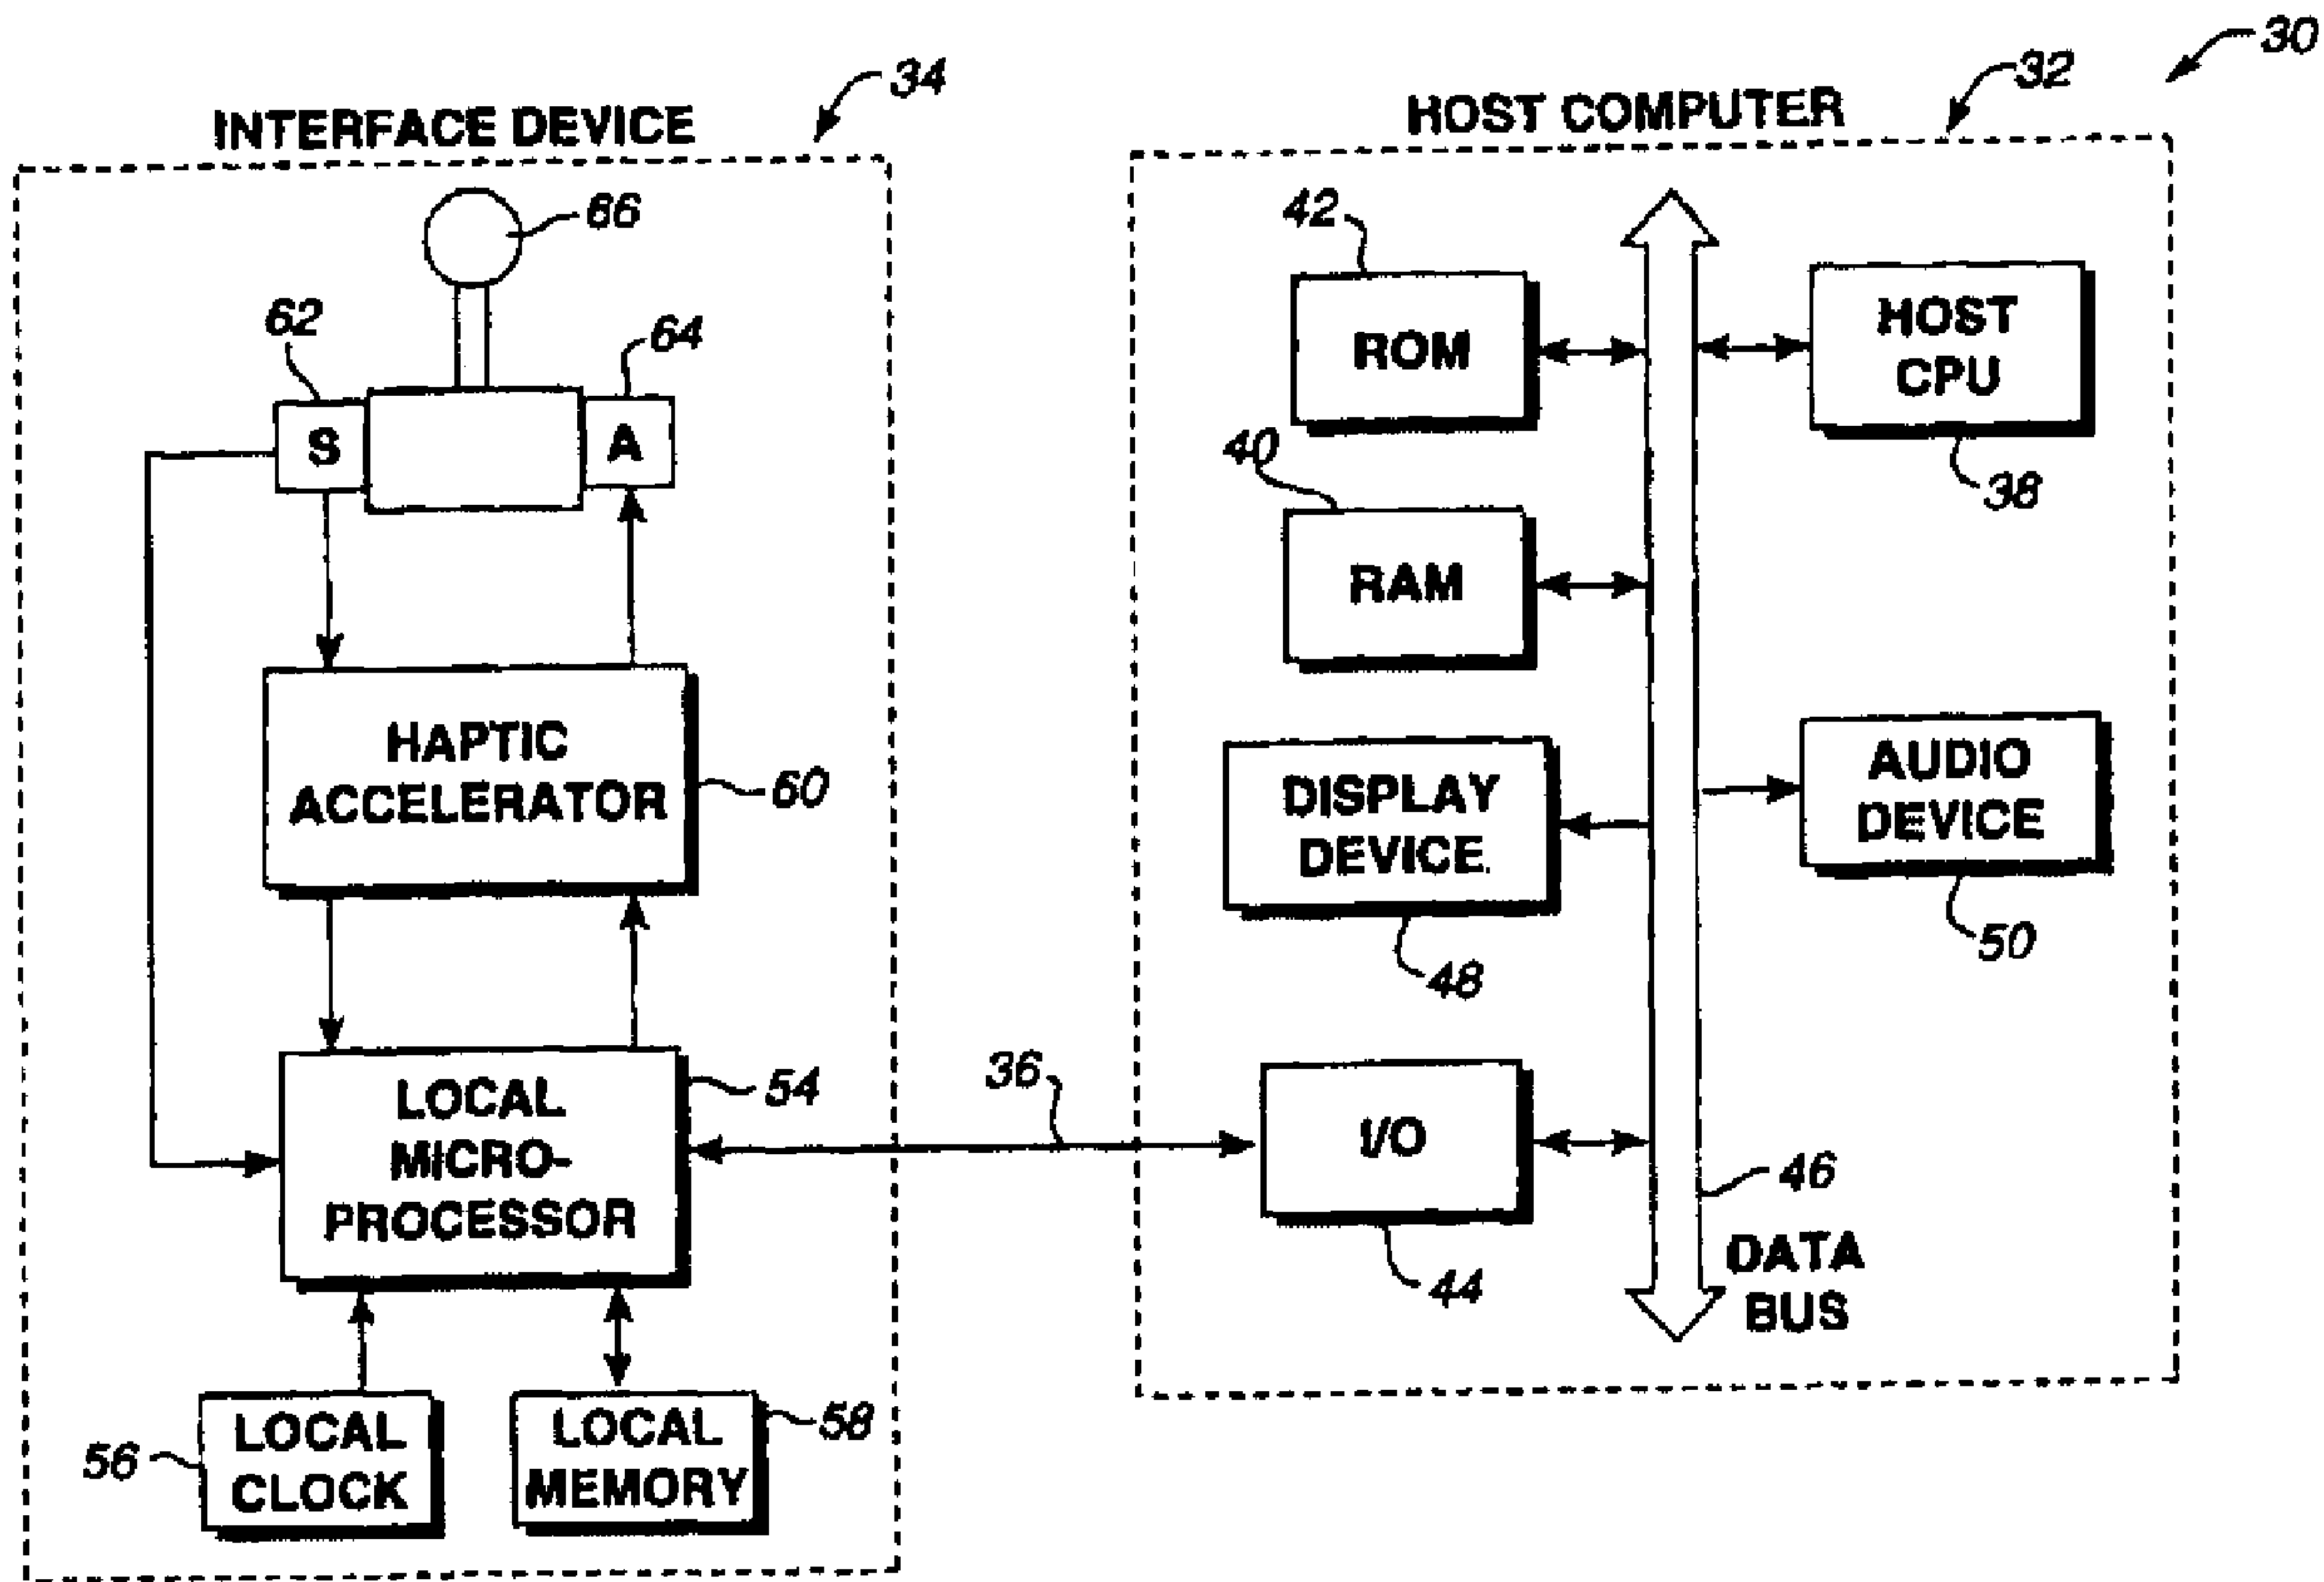 30
34
32
INTERFACE DEVICE
HOST COMPUTER
66
62
64
S
A
HAPTIC
ACCELERATOR
60
LOCAL
MICRO-
PROCESSOR
54
36
56
LOCAL
CLOCK
LOCAL
MEMORY
58
42
ROM
HOST
CPU
38
40
RAM
DISPLAY
DEVICE
48
AUDIO
DEVICE
50
I/O
44
46
DATA
BUS